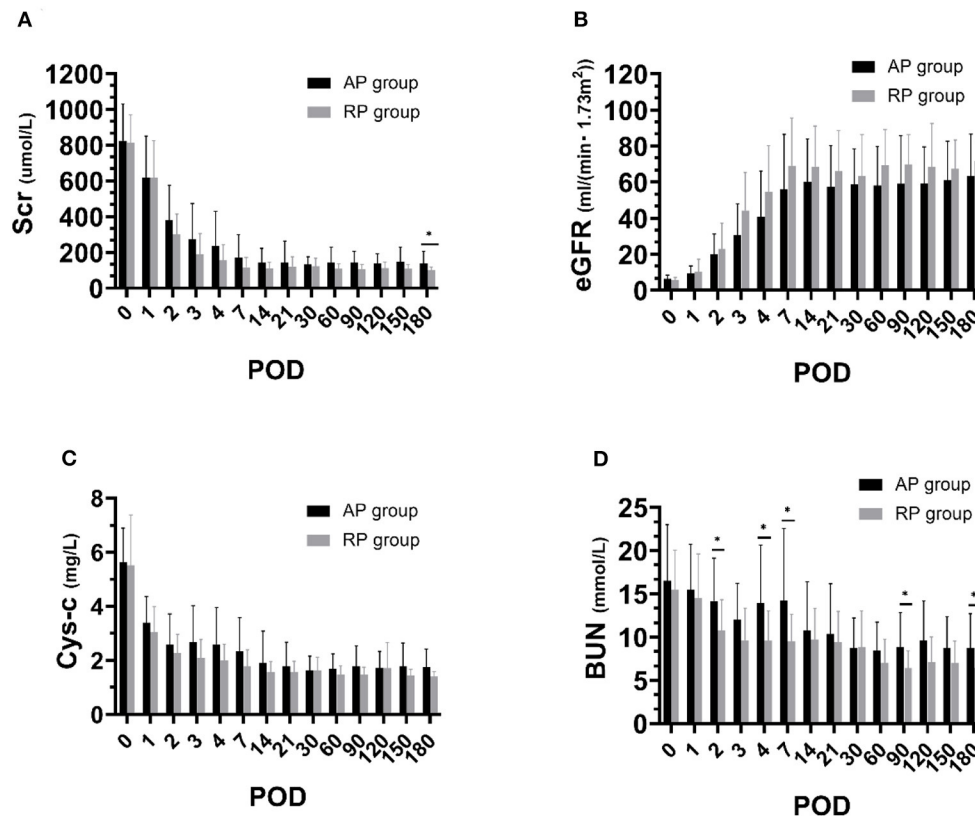 A
AP group
RP group
Scr (umol/L)
1200
1000
800
600
400
200
0
0 1 2 3 4 7 14 21 30 60 90 120 150 180
*
POD
B
AP group
RP group
eGFR (ml/(min· 1.73m²))
120
100
80
60
40
20
0
0 1 2 3 4 7 14 21 30 60 90 120 150 180
POD
C
AP group
RP group
Cys-c (mg/L)
8
6
4
2
0
0 1 2 3 4 7 14 21 30 60 90 120 150 180
POD
D
AP group
RP group
BUN (mmol/L)
25
20
15
10
5
0
* * * * *
0 1 2 3 4 7 14 21 30 60 90 120 150 180
POD